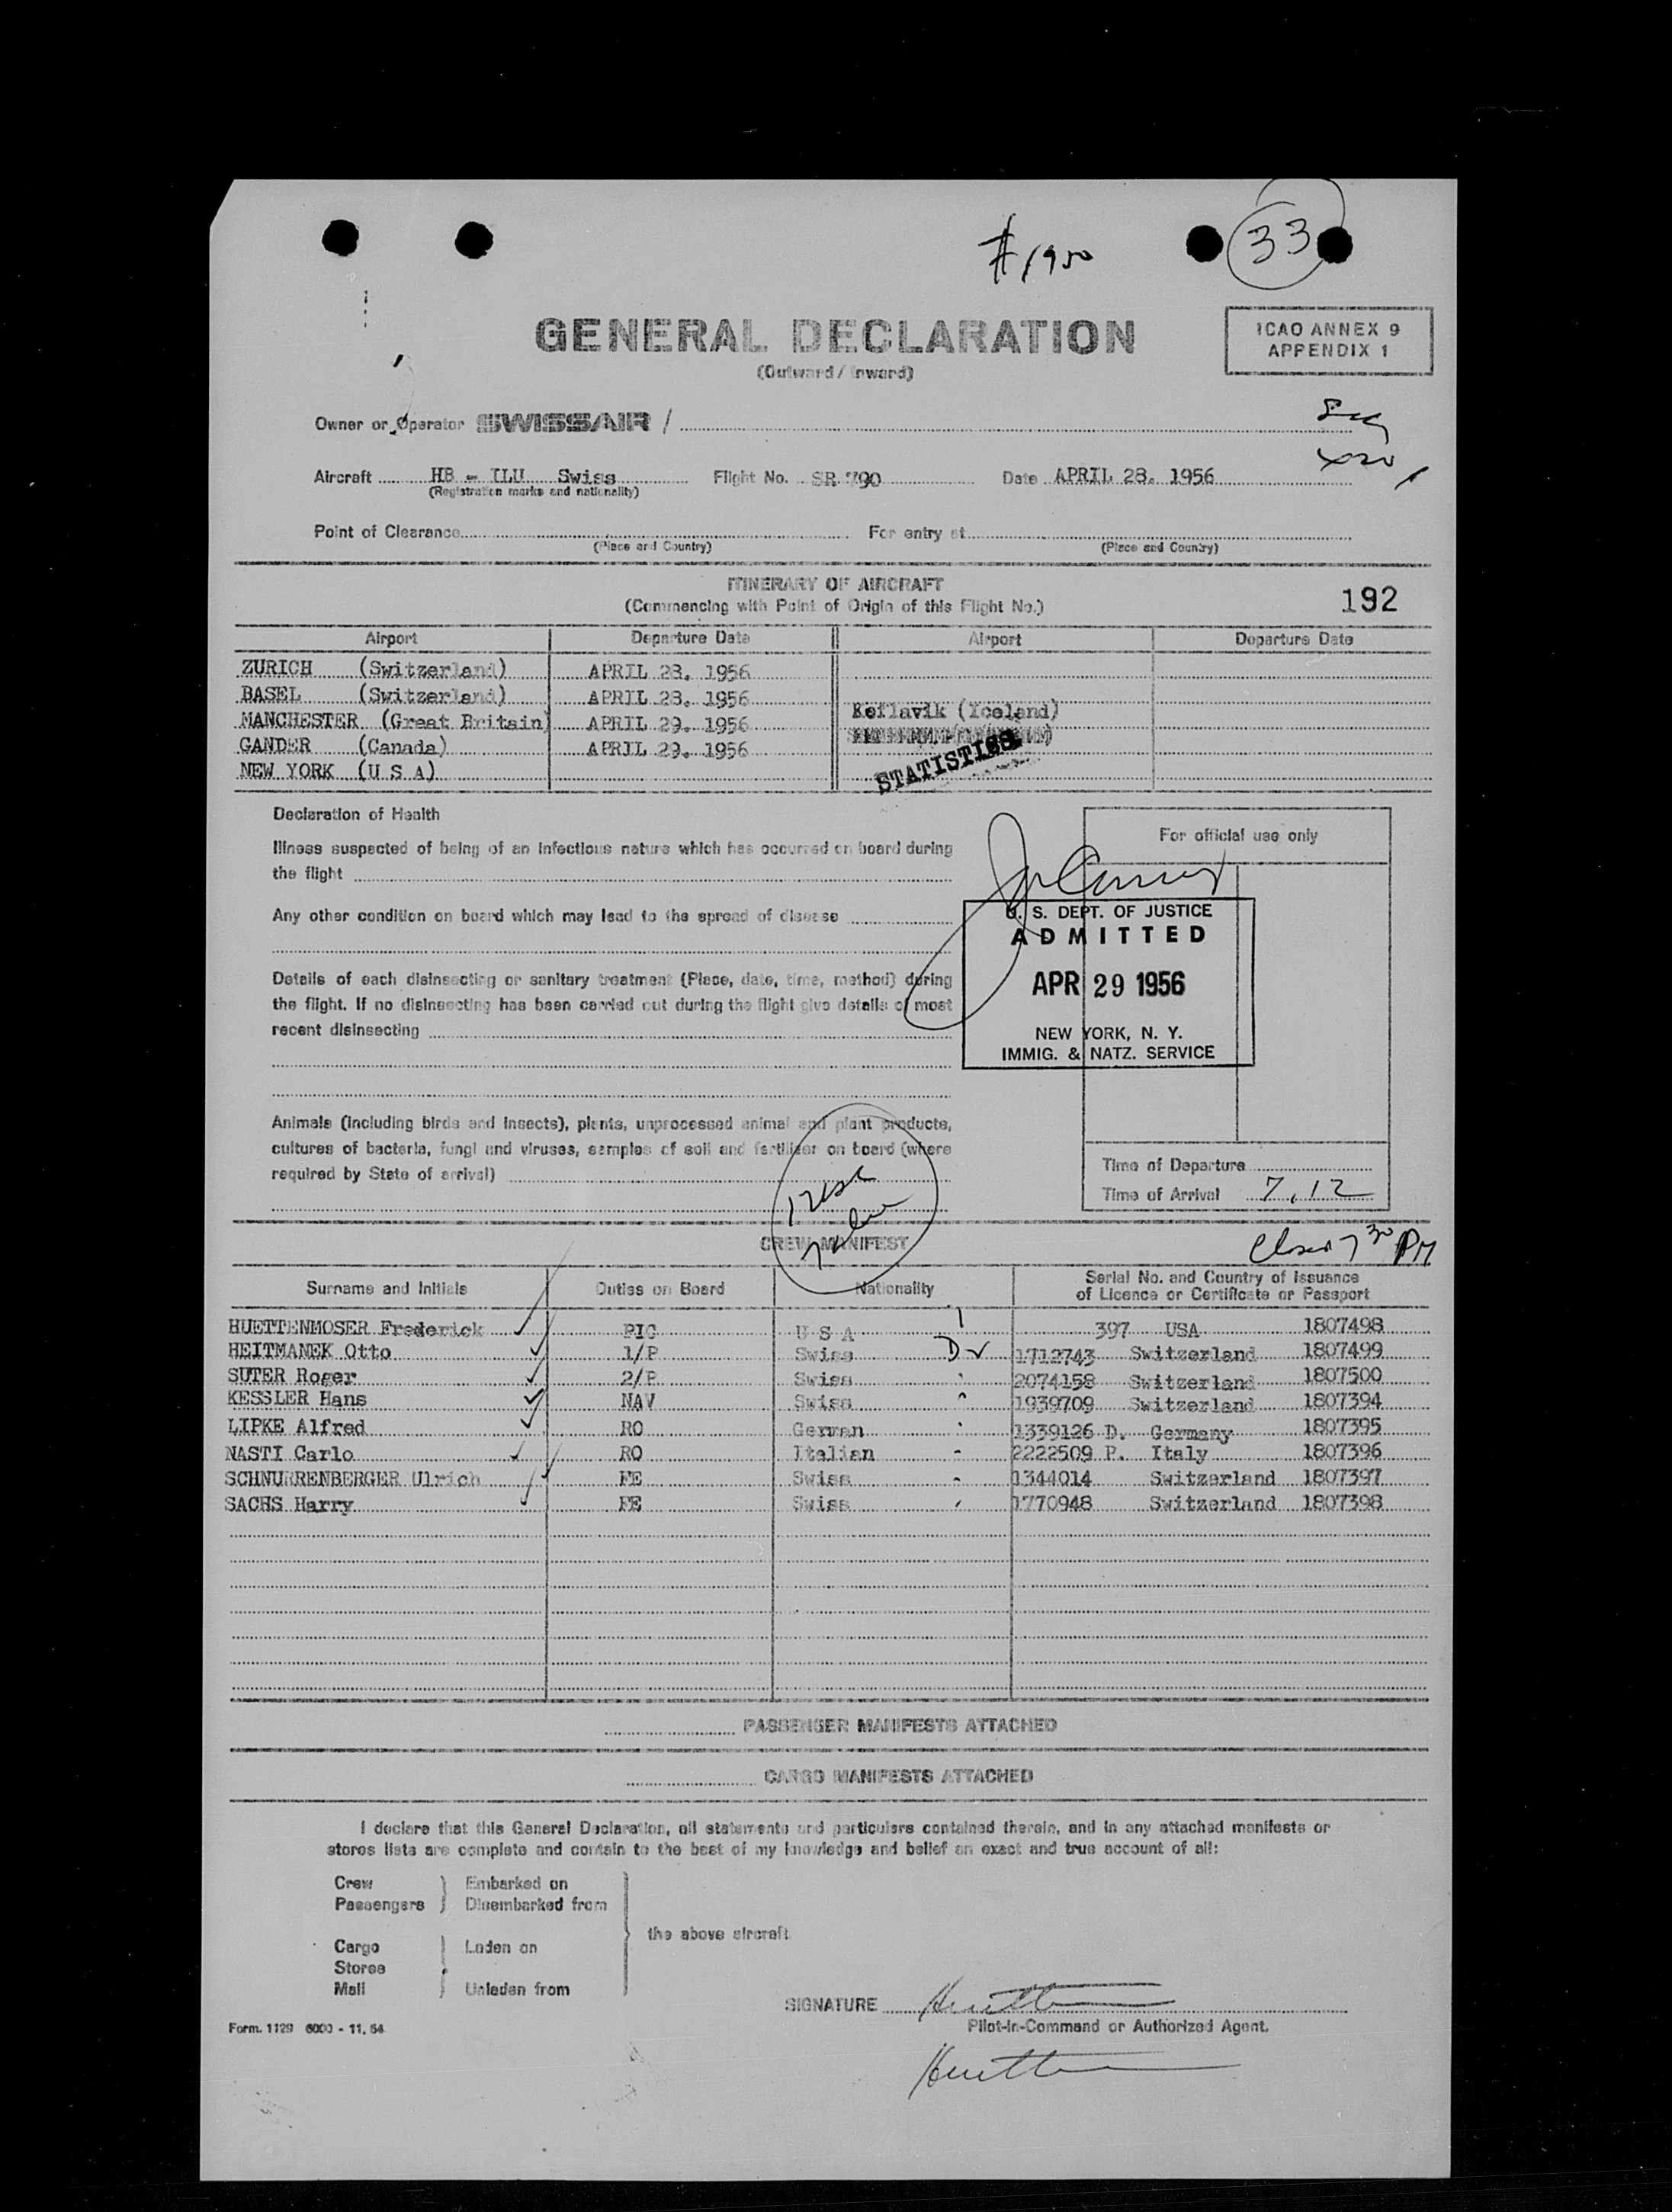 #1950
33
GENERAL DECLARATION
(Outward / Inward)
ICAO ANNEX 9
APPENDIX 1
Owner or Operator SWISSAIR /
Aircraft HB - ILU Swiss Flight No. SR 790 Date APRIL 28. 1956
(Registration marks and nationality)
Point of Clearance For entry at
(Place and Country) (Place and Country)
ITINERARY OF AIRCRAFT
(Commencing with Point of Origin of this Flight No.)
192
Airport Departure Date Airport Departure Date
ZURICH (Switzerland) APRIL 28. 1956
BASEL (Switzerland) APRIL 28. 1956
MANCHESTER (Great Britain) APRIL 29. 1956 Keflavik (Iceland)
GANDER (Canada) APRIL 29. 1956
NEW YORK (U S A)
STATISTICS
Declaration of Health
Illness suspected of being of an infectious nature which has occurred on board during
the flight
Any other condition on board which may lead to the spread of disease
Details of each disinsecting or sanitary treatment (Place, date, time, method) during
the flight. If no disinsecting has been carried out during the flight give details of most
recent disinsecting
Animals (including birds and insects), plants, unprocessed animal and plant products,
cultures of bacteria, fungi and viruses, samples of soil and fertilizer on board (where
required by State of arrival)
For official use only
U. S. DEPT. OF JUSTICE
ADMITTED
APR 29 1956
NEW YORK, N. Y.
IMMIG. & NATZ. SERVICE
Time of Departure
Time of Arrival 7.12
Closed 7 30 PM
CREW MANIFEST
Surname and Initials Duties on Board Nationality Serial No. and Country of Issuance
of Licence or Certificate or Passport
HUETTENMOSER Frederick PIC U S A 397 USA 1807498
HEITMANEK Otto 1/P Swiss D 1712743 Switzerland 1807499
SUTER Roger 2/P Swiss 2074158 Switzerland 1807500
KESSLER Hans NAV Swiss 1939709 Switzerland 1807394
LIPKE Alfred RO German 1339126 D. Germany 1807395
NASTI Carlo RO Italian 2222509 P. Italy 1807396
SCHNURRENBERGER Ulrich FE Swiss 1344014 Switzerland 1807397
SACHS Harry FE Swiss 1770948 Switzerland 1807398
PASSENGER MANIFESTS ATTACHED
CARGO MANIFESTS ATTACHED
I declare that this General Declaration, all statements and particulars contained therein, and in any attached manifests or
stores lists are complete and contain to the best of my knowledge and belief an exact and true account of all:
Crew Embarked on
Passengers Disembarked from
the above aircraft
Cargo Laden on
Stores
Mail Unladen from
SIGNATURE
Pilot-in-Command or Authorized Agent.
Form. 1129 6000 - 11. 54